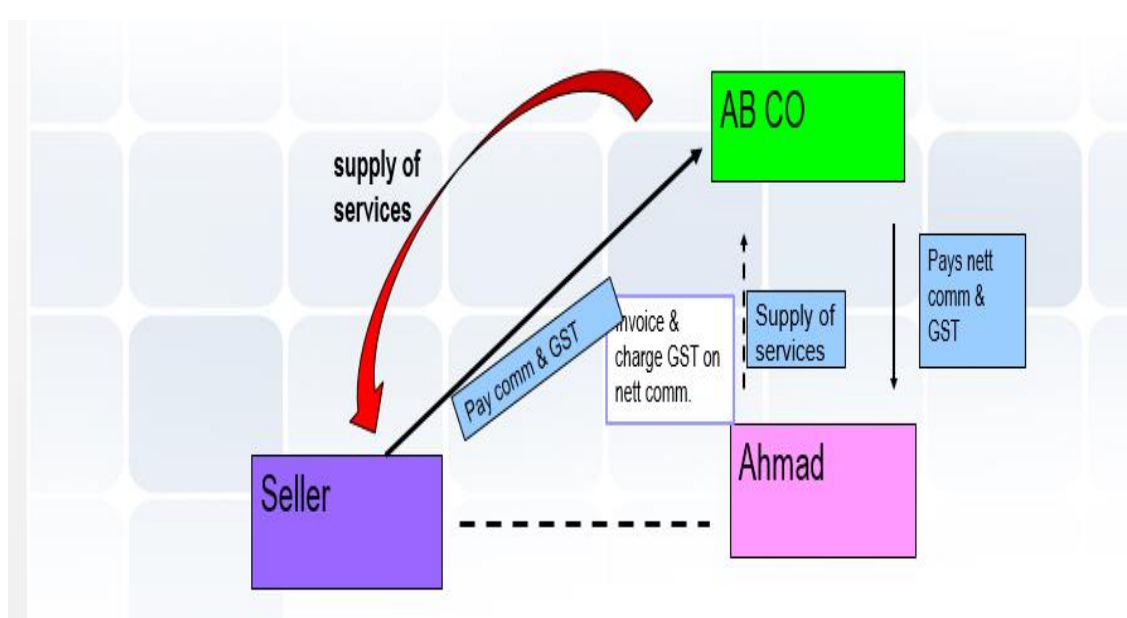 AB CO
supply of
services
Pays nett
comm &
GST
Supply of
services
Invoice &
charge GST on
nett comm.
Pay comm & GST
Ahmad
Seller